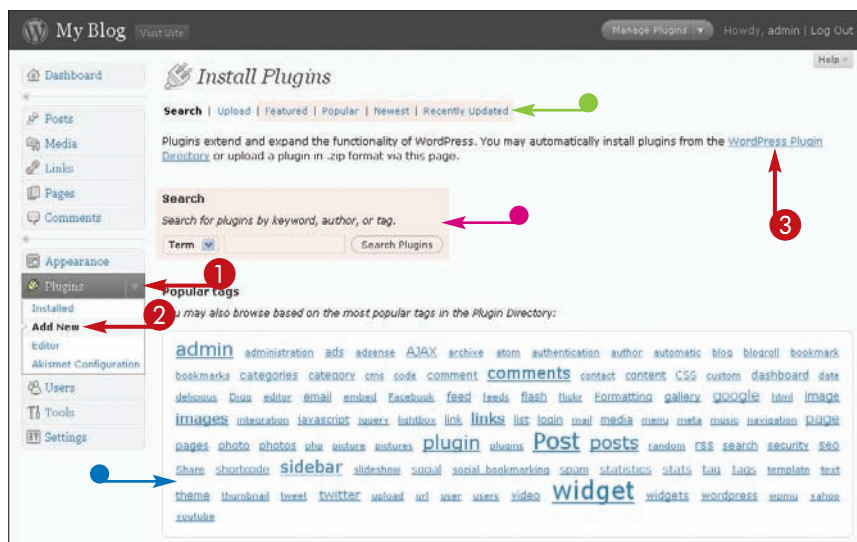 My Blog Visit Site Manage Plugins Howdy, admin | Log Out
Help
Dashboard
Posts
Media
Links
Pages
Comments
Appearance
Plugins
Installed
Add New
Editor
Akismet Configuration
Users
Tools
Settings
Install Plugins
Search | Upload | Featured | Popular | Newest | Recently Updated
Plugins extend and expand the functionality of WordPress. You may automatically install plugins from the WordPress Plugin
Directory or upload a plugin in .zip format via this page.
3
Search
Search for plugins by keyword, author, or tag.
Term Search Plugins
1
2
Popular tags
may also browse based on the most popular tags in the Plugin Directory:
admin administration ads adsense AJAX archive atom authentication author automatic blog blogroll bookmark
bookmarks categories category cms code comment comments contact content CSS custom dashboard date
delicious Digg editor email embed Facebook feed feeds flash flickr Formatting gallery google html image
images integration javascript jquery lightbox link links list login mail media menu meta music navigation page
pages photo photos php picture pictures plugin plugins Post posts random rss search security seo
Share shortcode sidebar slideshow social social bookmarking spam statistics stats tag tags template text
theme thumbnail tweet twitter upload url user users video widget widgets wordpress wpmu yahoo
youtube